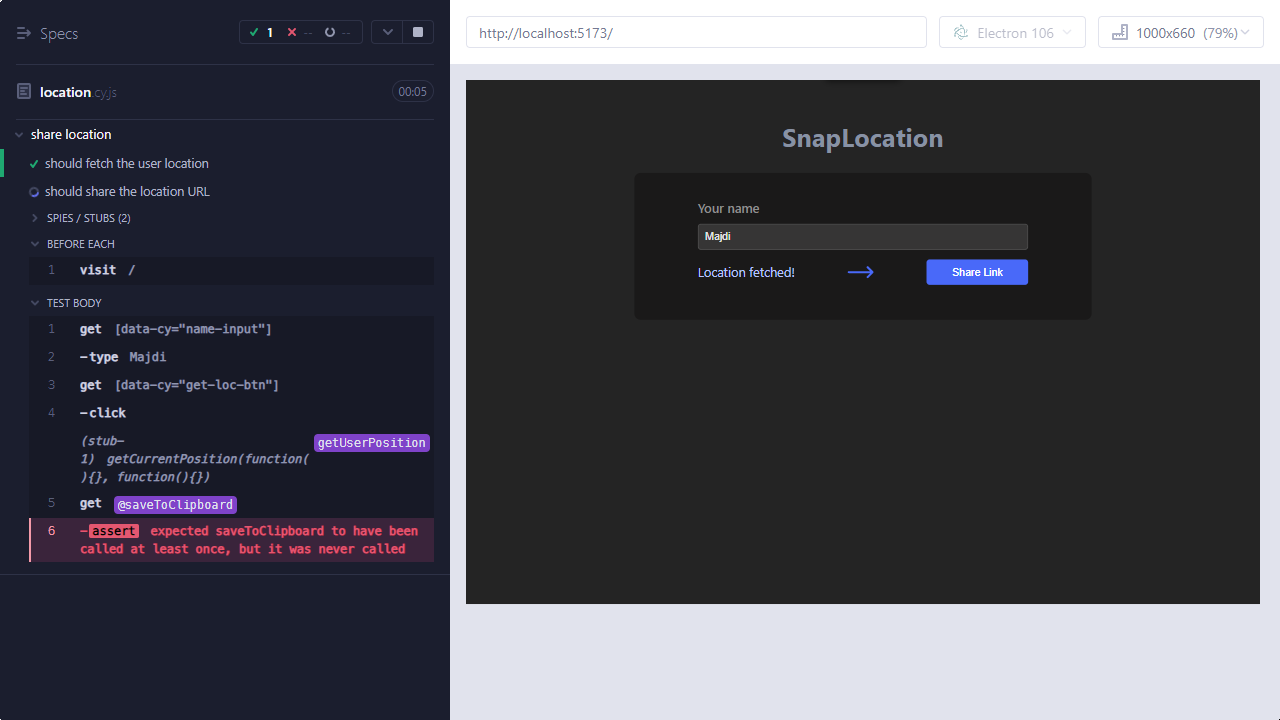 Specs
1 -- --
location.cy.js 00:05
share location
should fetch the user location
should share the location URL
SPIES / STUBS (2)
BEFORE EACH
1 visit /
TEST BODY
1 get [data-cy="name-input"]
2 -type Majdi
3 get [data-cy="get-loc-btn"]
4 -click
(stub-
1) getCurrentPosition(function( getUserPosition
){}, function(){})
5 get @saveToClipboard
6 -assert expected saveToClipboard to have been
called at least once, but it was never called
http://localhost:5173/
Electron 106
1000x660 (79%)
SnapLocation
Your name
Majdi
Location fetched!
Share Link